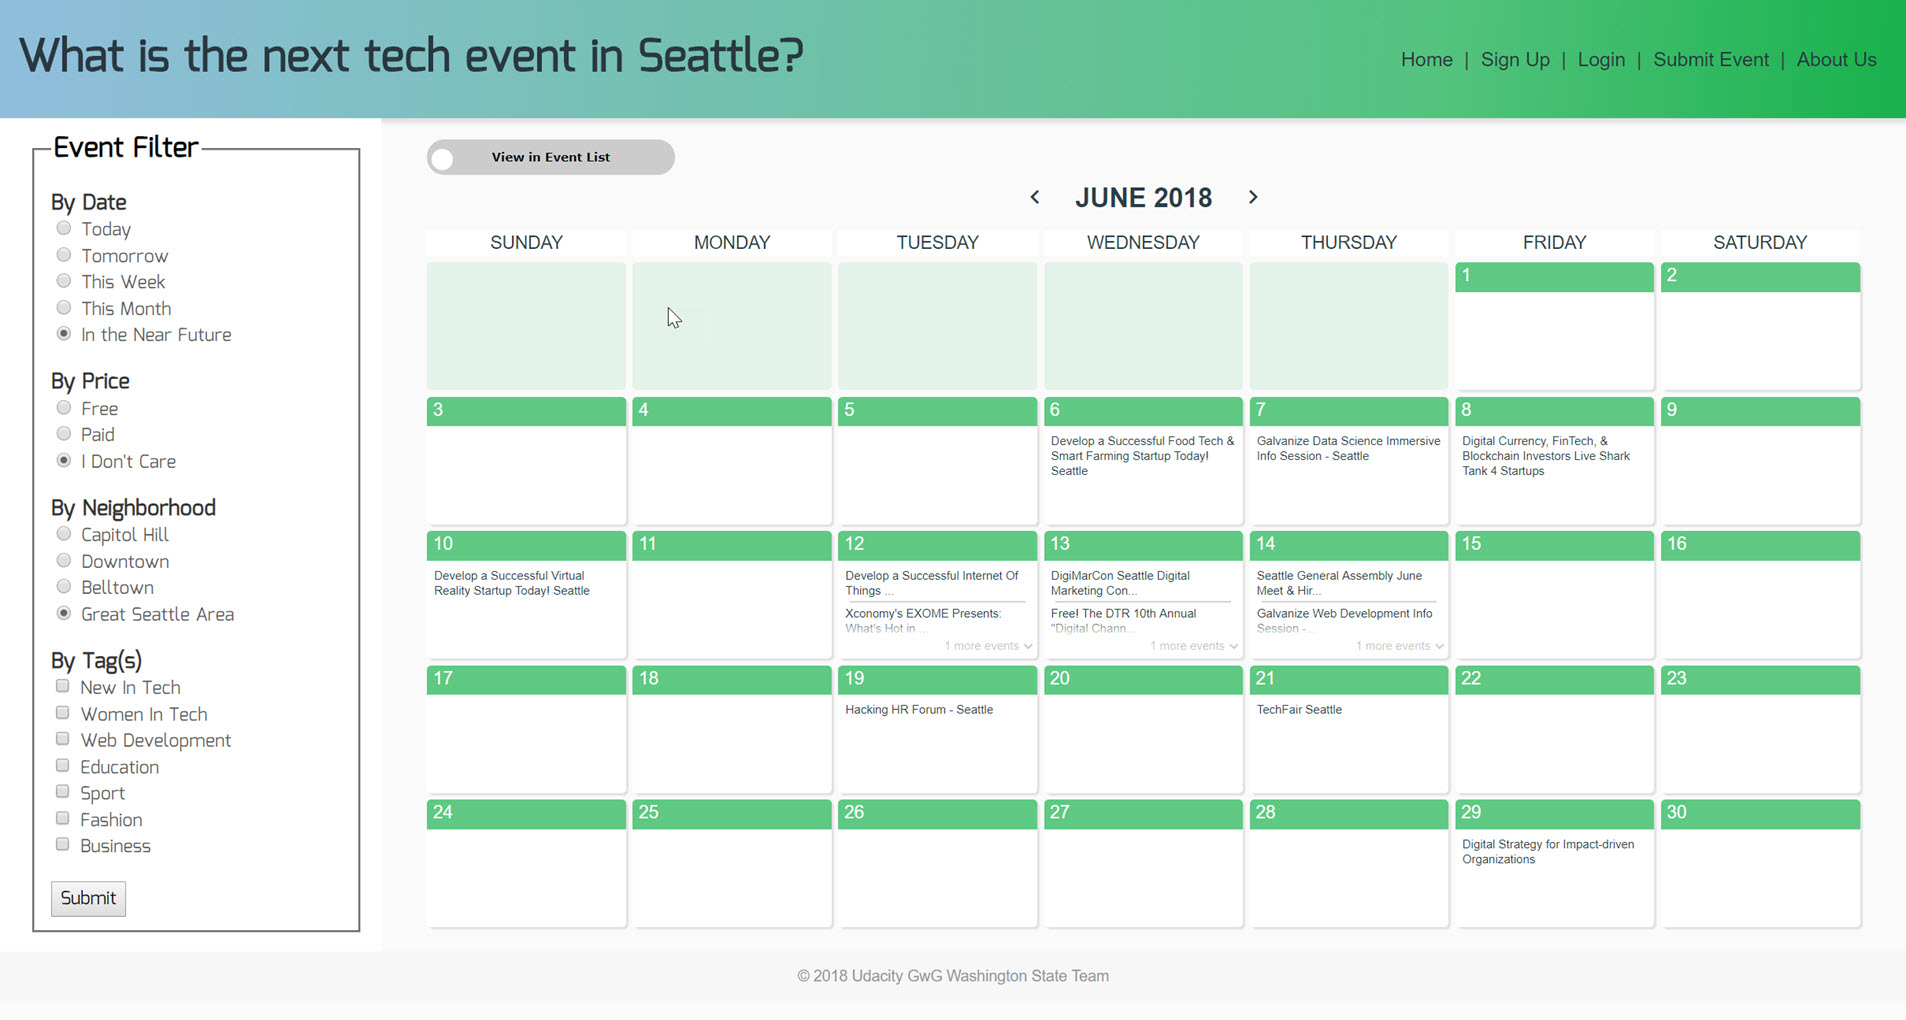 What is the next tech event in Seattle?
Home | Sign Up | Login | Submit Event | About Us
Event Filter
By Date
Today
Tomorrow
This Week
This Month
In the Near Future
By Price
Free
Paid
I Don't Care
By Neighborhood
Capitol Hill
Downtown
Belltown
Great Seattle Area
By Tag(s)
New In Tech
Women In Tech
Web Development
Education
Sport
Fashion
Business
Submit
View in Event List
JUNE 2018
SUNDAY MONDAY TUESDAY WEDNESDAY THURSDAY FRIDAY SATURDAY
1
2
3
4
5
6
Develop a Successful Food Tech &
Smart Farming Startup Today!
Seattle
7
Galvanize Data Science Immersive
Info Session - Seattle
8
Digital Currency, FinTech, &
Blockchain Investors Live Shark
Tank 4 Startups
9
10
Develop a Successful Virtual
Reality Startup Today! Seattle
11
12
Develop a Successful Internet Of
Things ...
Xconomy's EXOME Presents:
What's Hot in ...
1 more events
13
DigiMarCon Seattle Digital
Marketing Con...
Free! The DTR 10th Annual
"Digital Chann...
1 more events
14
Seattle General Assembly June
Meet & Hir...
Galvanize Web Development Info
Session -...
1 more events
15
16
17
18
19
Hacking HR Forum - Seattle
20
21
TechFair Seattle
22
23
24
25
26
27
28
29
Digital Strategy for Impact-driven
Organizations
30
© 2018 Udacity GwG Washington State Team